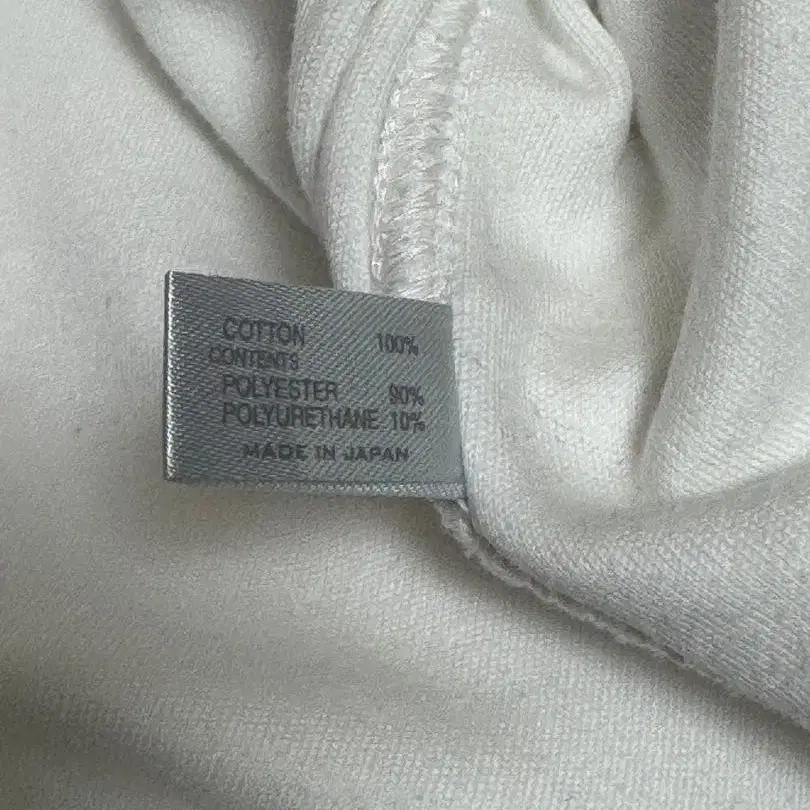 COTTON 100%
CONTENTS
POLYESTER 90%
POLYURETHANE 10%
MADE IN JAPAN